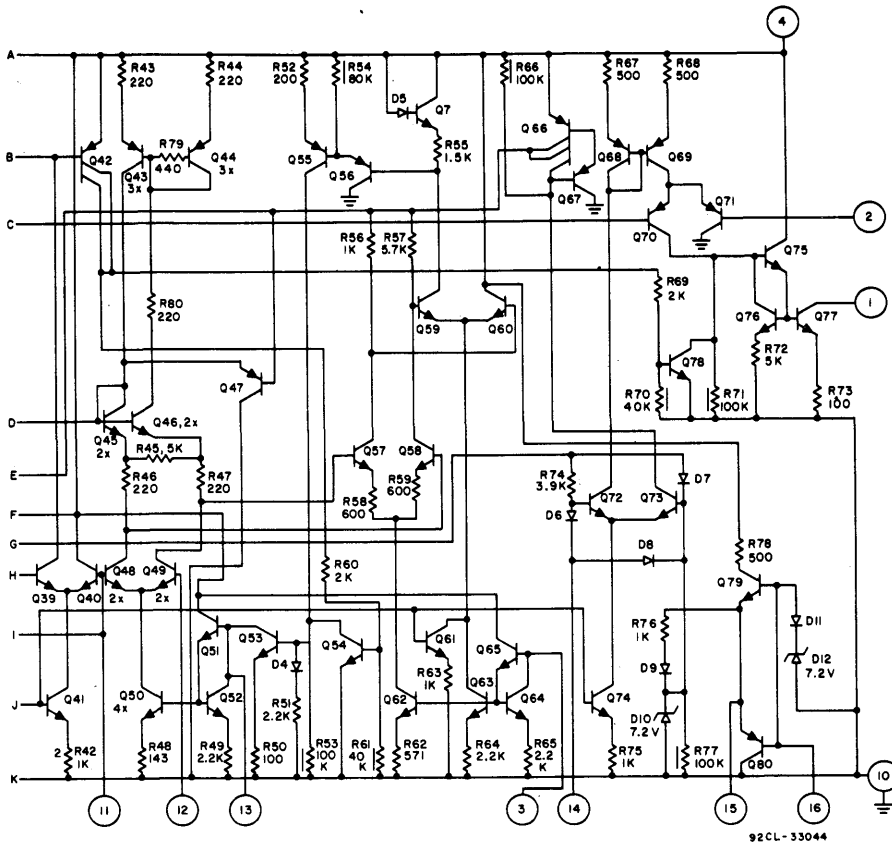 4
A
R43
220
R44
220
R52
200
R54
80K
D5
Q7
R66
100K
R67
500
R68
500
Q66
B
R79
440
Q42
Q43
3x
Q44
3x
Q55
Q56
R55
1.5K
Q68
Q69
Q67
Q71
2
C
Q70
R56
1K
R57
5.7K
Q75
R69
2K
1
R80
220
Q59
Q60
Q76
Q77
Q78
R72
5K
Q47
R70
40K
R71
100K
R73
100
D
Q45
2x
Q46, 2x
Q57
Q58
R45, 5K
R46
220
R47
220
R59
600
R58
600
R74
3.9K
D7
E
Q72
Q73
D6
F
G
R78
500
R60
2K
D8
H
Q48
2x
Q49
2x
Q39
Q40
Q79
I
Q51
Q53
Q54
Q61
Q65
R76
1K
D11
D4
R63
1K
D9
D12
7.2V
J
Q41
Q50
4x
Q52
R51
2.2K
Q62
Q63
Q64
Q74
D10
7.2V
2
R42
1K
R48
143
R49
2.2K
R50
100
R53
100
K
R61
40
K
R62
571
R64
2.2K
R65
2.2
K
R75
1K
R77
100K
Q80
K
10
11
12
13
3
14
15
16
92CL-33044